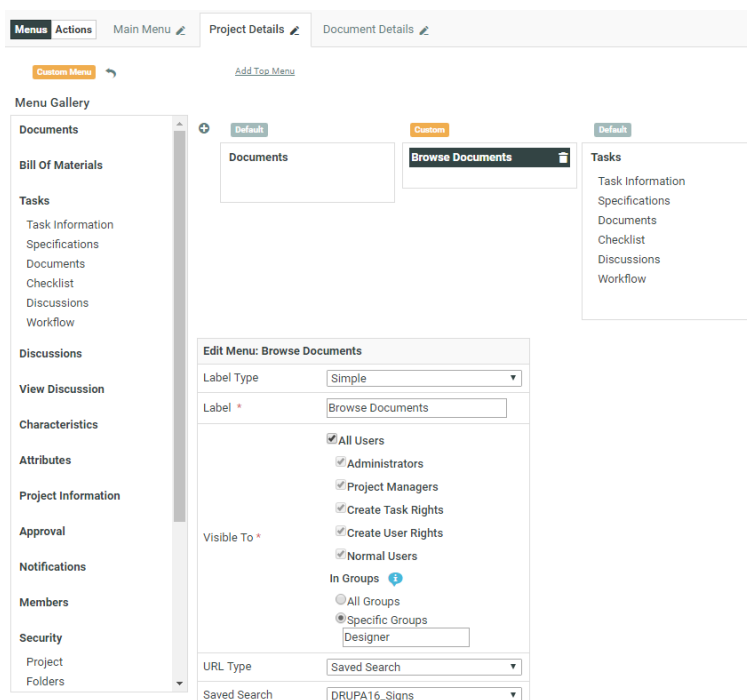 Menus Actions Main Menu Project Details Document Details
Custom Menu Add Top Menu
Menu Gallery
Documents
Bill Of Materials
Tasks
Task Information
Specifications
Documents
Checklist
Discussions
Workflow
Discussions
View Discussion
Characteristics
Attributes
Project Information
Approval
Notifications
Members
Security
Project
Folders
Default
Documents
Custom
Browse Documents
Default
Tasks
Task Information
Specifications
Documents
Checklist
Discussions
Workflow
Edit Menu: Browse Documents
Label Type Simple
Label * Browse Documents
Visible To *
All Users
Administrators
Project Managers
Create Task Rights
Create User Rights
Normal Users
In Groups
All Groups
Specific Groups
Designer
URL Type Saved Search
Saved Search DRUPA16_Signs